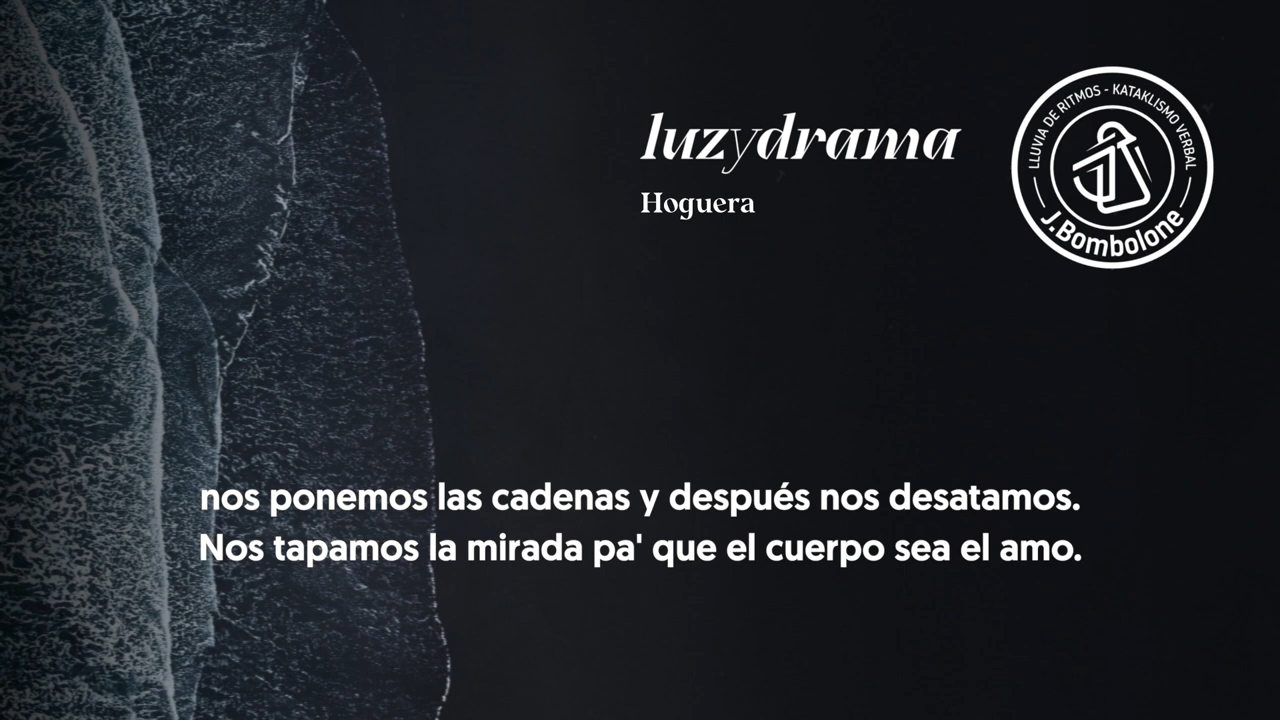 luzydrama
Hoguera
LLUVIA DE RITMOS - KATAKLISMO VERBAL
J.Bombolone
nos ponemos las cadenas y después nos desatamos.
Nos tapamos la mirada pa' que el cuerpo sea el amo.